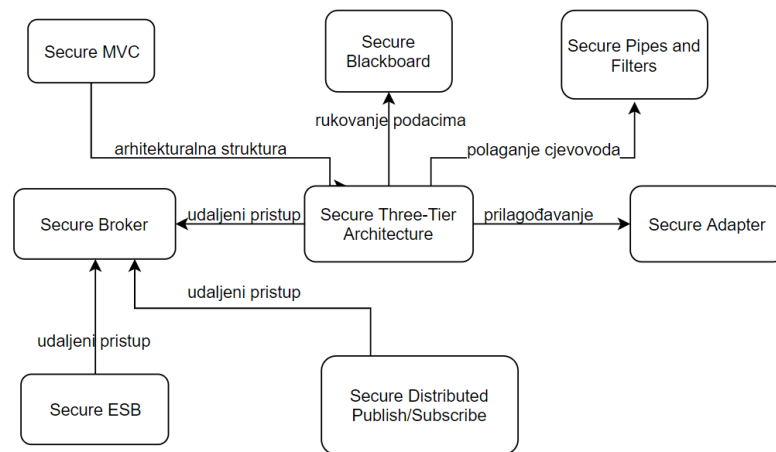 Secure MVC
Secure
Blackboard
Secure Pipes and
Filters
rukovanje podacima
arhitekturalna struktura
polaganje cjevovoda
Secure Broker
udaljeni pristup
Secure Three-Tier
Architecture
prilagođavanje
Secure Adapter
udaljeni pristup
udaljeni pristup
Secure ESB
Secure Distributed
Publish/Subscribe